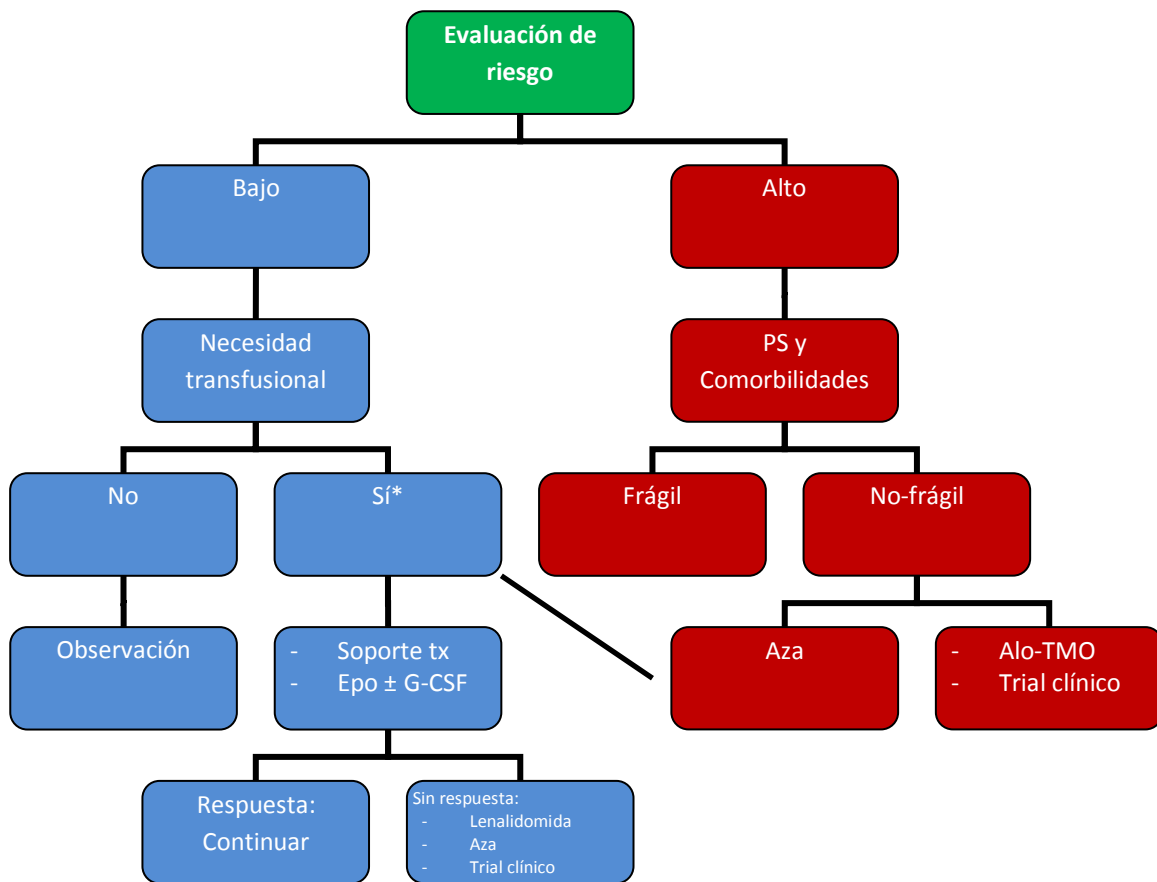 Evaluación de
riesgo
Bajo
Alto
Necesidad
transfusional
PS y
Comorbilidades
No
Sí*
Frágil
No-frágil
Observación
- Soporte tx
- Epo ± G-CSF
Aza
- Alo-TMO
- Trial clínico
Respuesta:
Continuar
Sin respuesta:
- Lenalidomida
- Aza
- Trial clínico